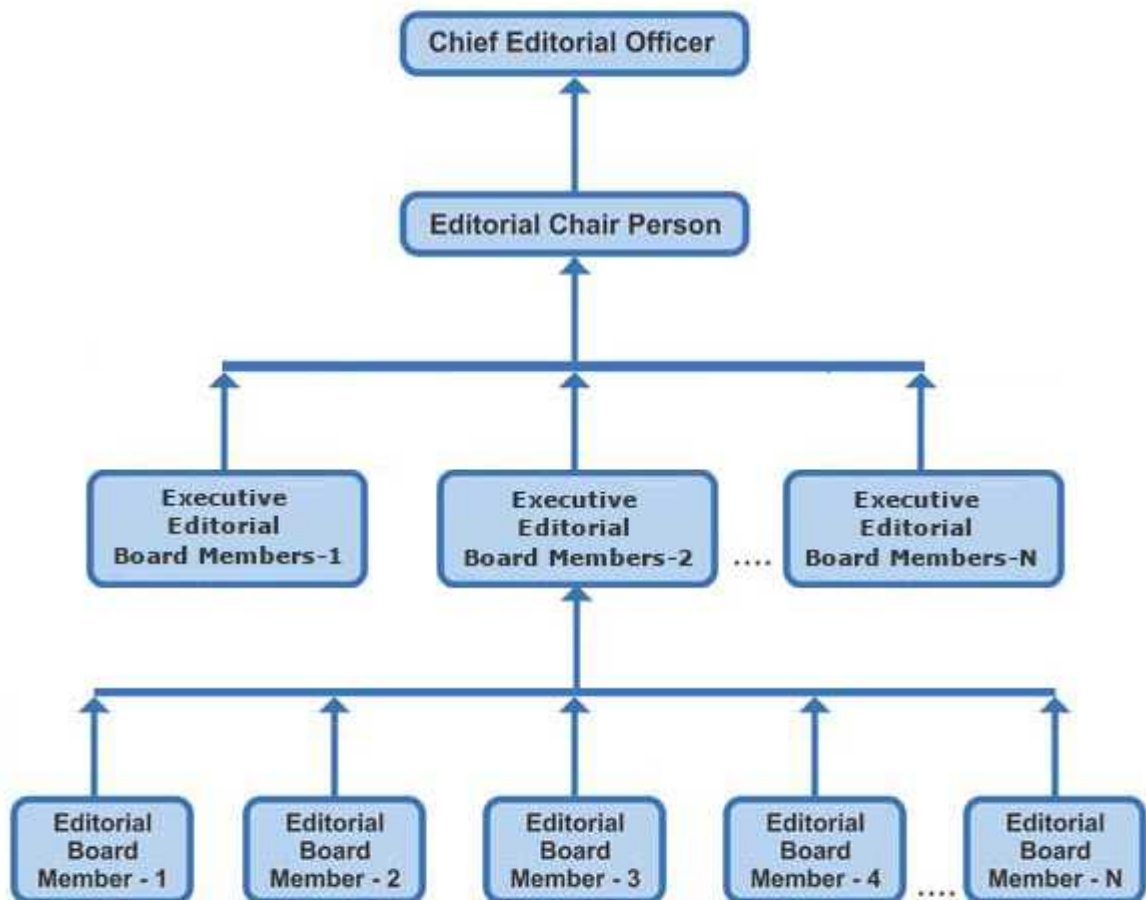 Chief Editorial Officer
Editorial Chair Person
Executive
Editorial
Board Members-1
Executive
Editorial
Board Members-2
....
Executive
Editorial
Board Members-N
Editorial
Board
Member - 1
Editorial
Board
Member - 2
Editorial
Board
Member - 3
Editorial
Board
Member - 4
....
Editorial
Board
Member - N